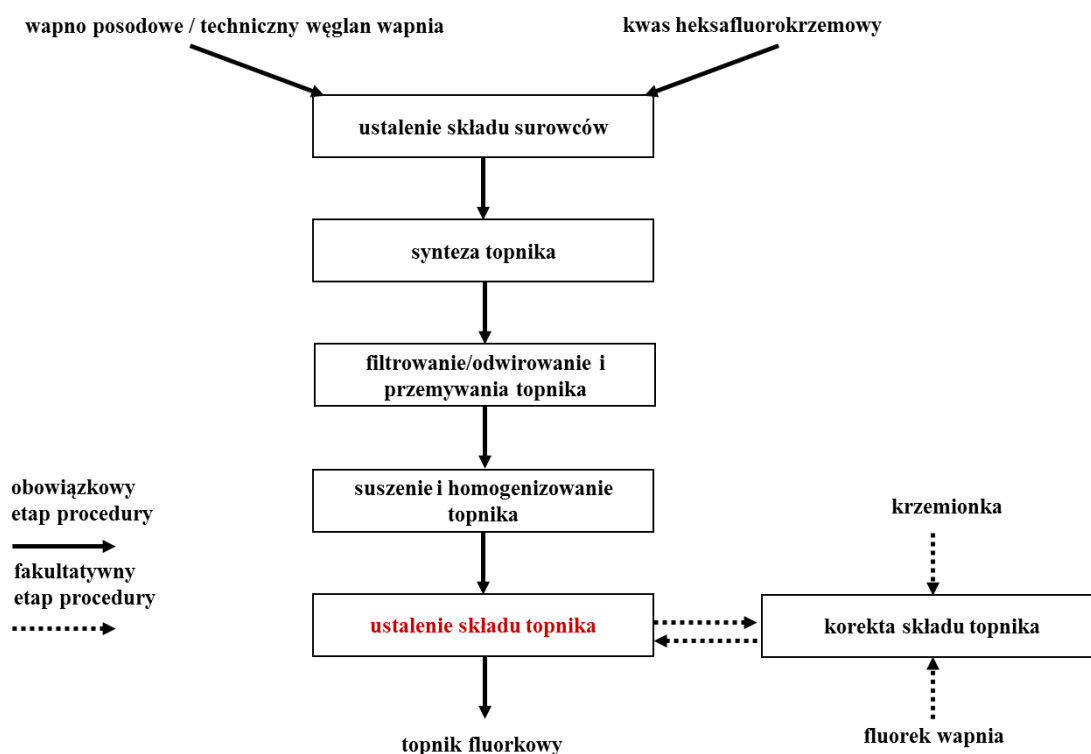 wapno posodowe / techniczny węglan wapnia
kwas heksafluorokrzemowy
ustalenie składu surowców
synteza topnika
filtrowanie/odwirowanie i
przemywania topnika
suszenie i homogenizowanie
topnika
obowiązkowy
etap procedury
fakultatywny
etap procedury
krzemionka
ustalenie składu topnika
korekta składu topnika
topnik fluorkowy
fluorek wapnia